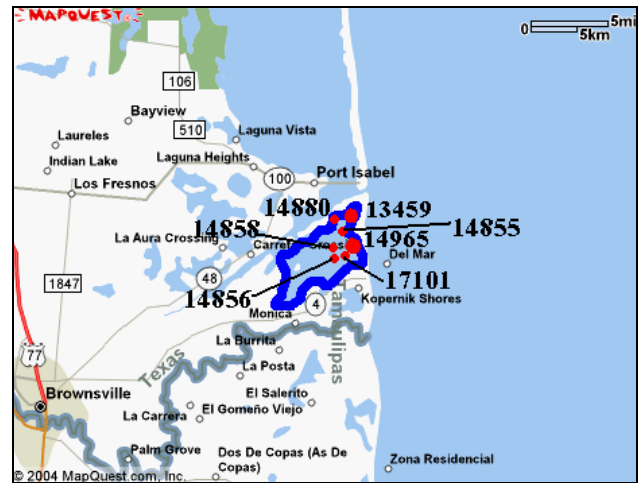 MAPQUEST
0 5mi
5km
106
Bayview
510
Laguna Vista
Laureles
Indian Lake
Laguna Heights
100
Port Isabel
Los Fresnos
14880
13459
14858
14855
La Aura Crossing
14965
Del Mar
48
1847
14856
17101
Kopernik Shores
4
Monica
Texas
Tamaulipas
La Burrita
77
La Posta
Brownsville
El Salerito
La Carrera
El Gomeño Viejo
Palm Grove
Dos De Copas (As De
Copas)
Zona Residencial
© 2004 MapQuest.com, Inc.